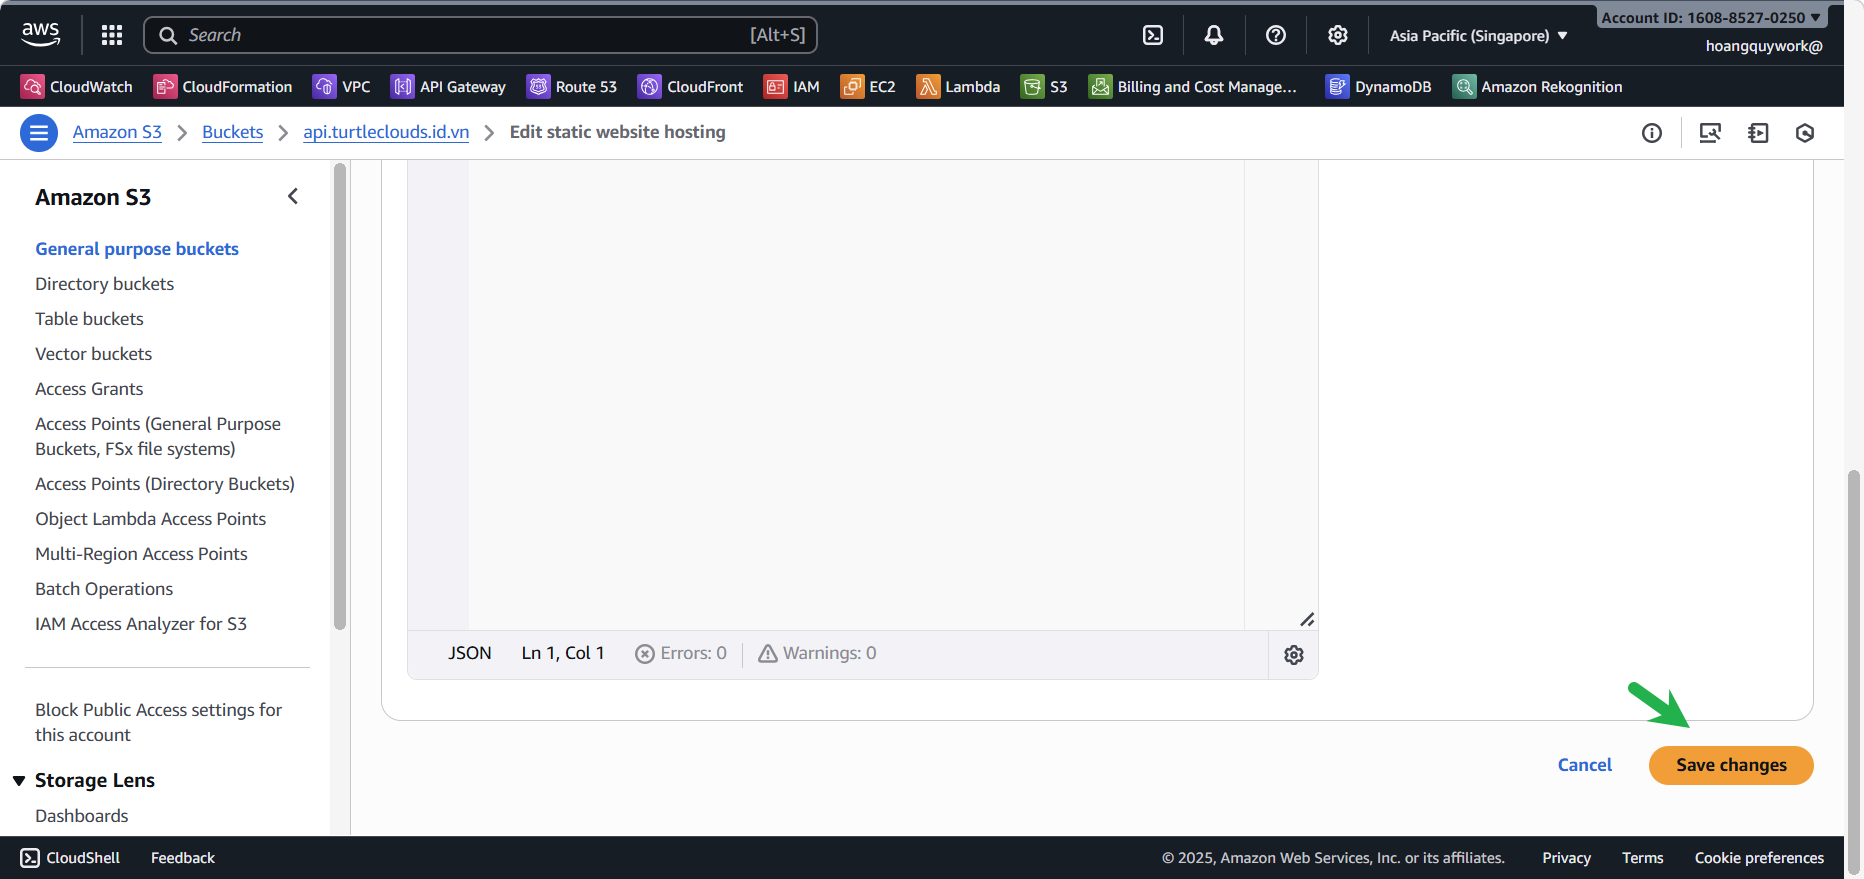 aws
Search
[Alt+S]
Asia Pacific (Singapore)
Account ID: 1608-8527-0250
hoangquywork@
CloudWatch
CloudFormation
VPC
API Gateway
Route 53
CloudFront
IAM
EC2
Lambda
S3
Billing and Cost Manage...
DynamoDB
Amazon Rekognition
Amazon S3
Buckets
api.turtleclouds.id.vn
Edit static website hosting
Amazon S3
General purpose buckets
Directory buckets
Table buckets
Vector buckets
Access Grants
Access Points (General Purpose
Buckets, FSx file systems)
Access Points (Directory Buckets)
Object Lambda Access Points
Multi-Region Access Points
Batch Operations
IAM Access Analyzer for S3
Block Public Access settings for
this account
Storage Lens
Dashboards
JSON
Ln 1, Col 1
Errors: 0
Warnings: 0
Cancel
Save changes
CloudShell
Feedback
© 2025, Amazon Web Services, Inc. or its affiliates.
Privacy
Terms
Cookie preferences